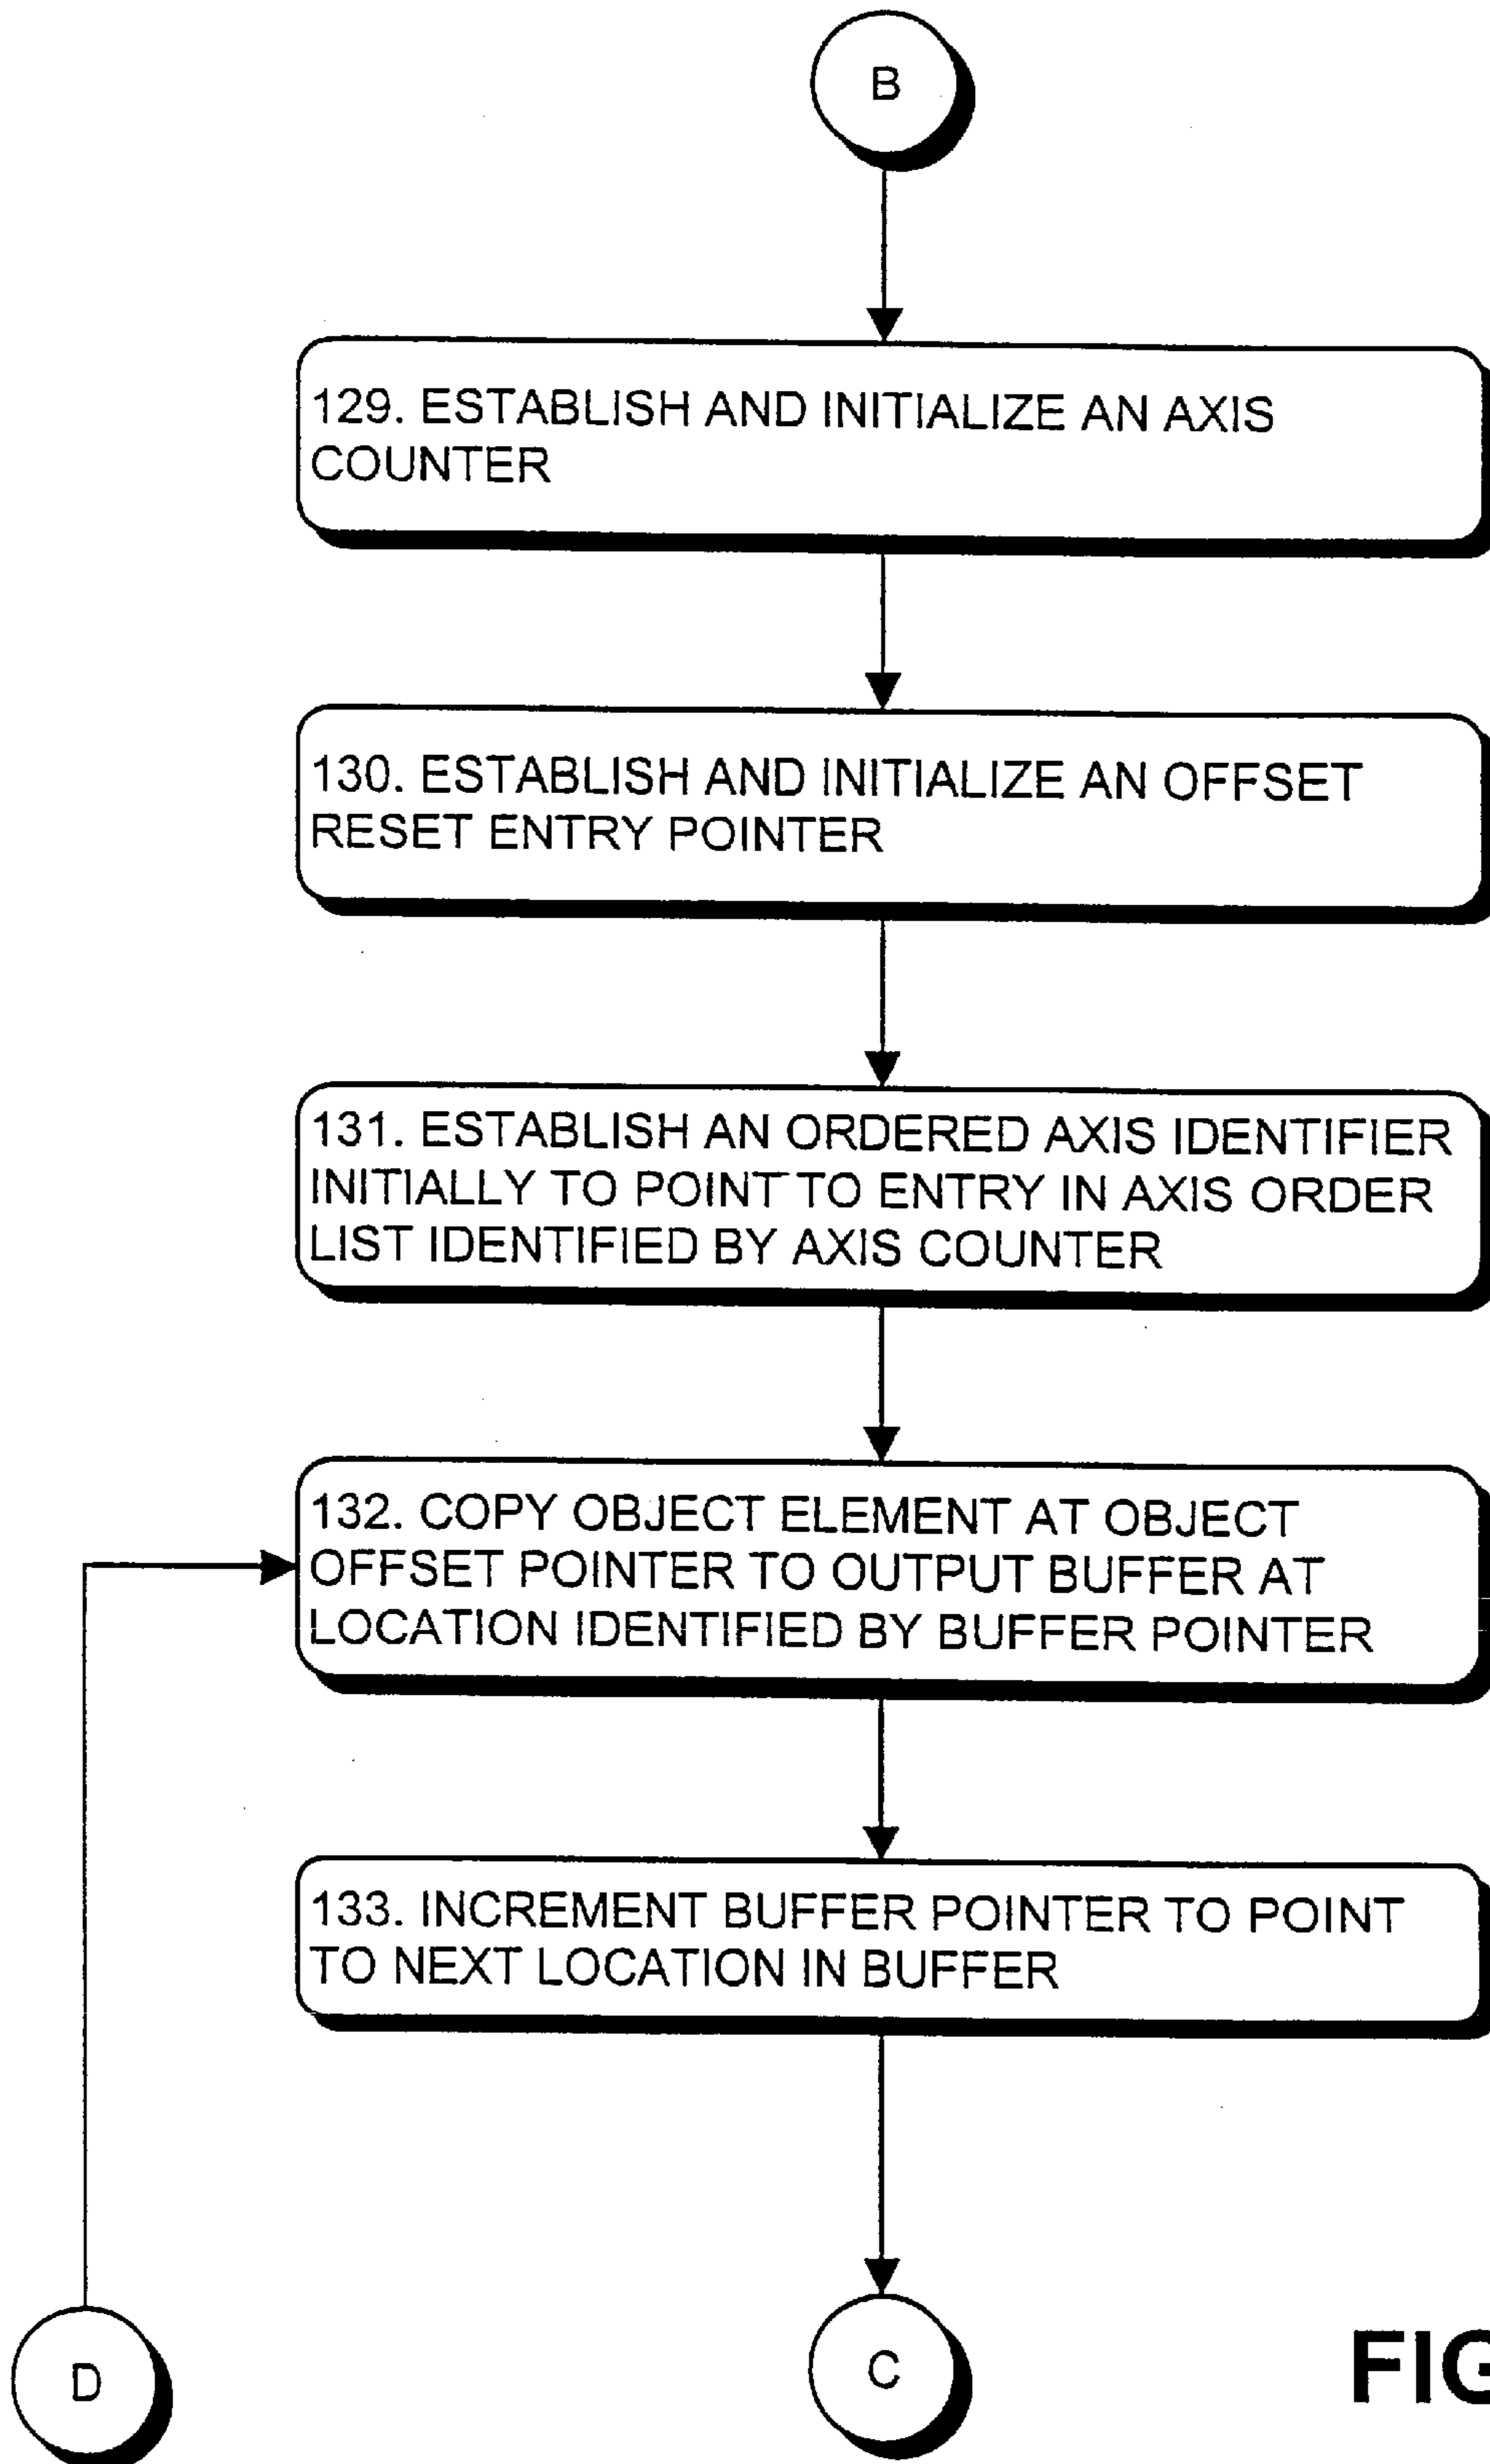 B
129. ESTABLISH AND INITIALIZE AN AXIS
COUNTER
130. ESTABLISH AND INITIALIZE AN OFFSET
RESET ENTRY POINTER
131. ESTABLISH AN ORDERED AXIS IDENTIFIER
INITIALLY TO POINT TO ENTRY IN AXIS ORDER
LIST IDENTIFIED BY AXIS COUNTER
132. COPY OBJECT ELEMENT AT OBJECT
OFFSET POINTER TO OUTPUT BUFFER AT
LOCATION IDENTIFIED BY BUFFER POINTER
133. INCREMENT BUFFER POINTER TO POINT
TO NEXT LOCATION IN BUFFER
D
C
FIG